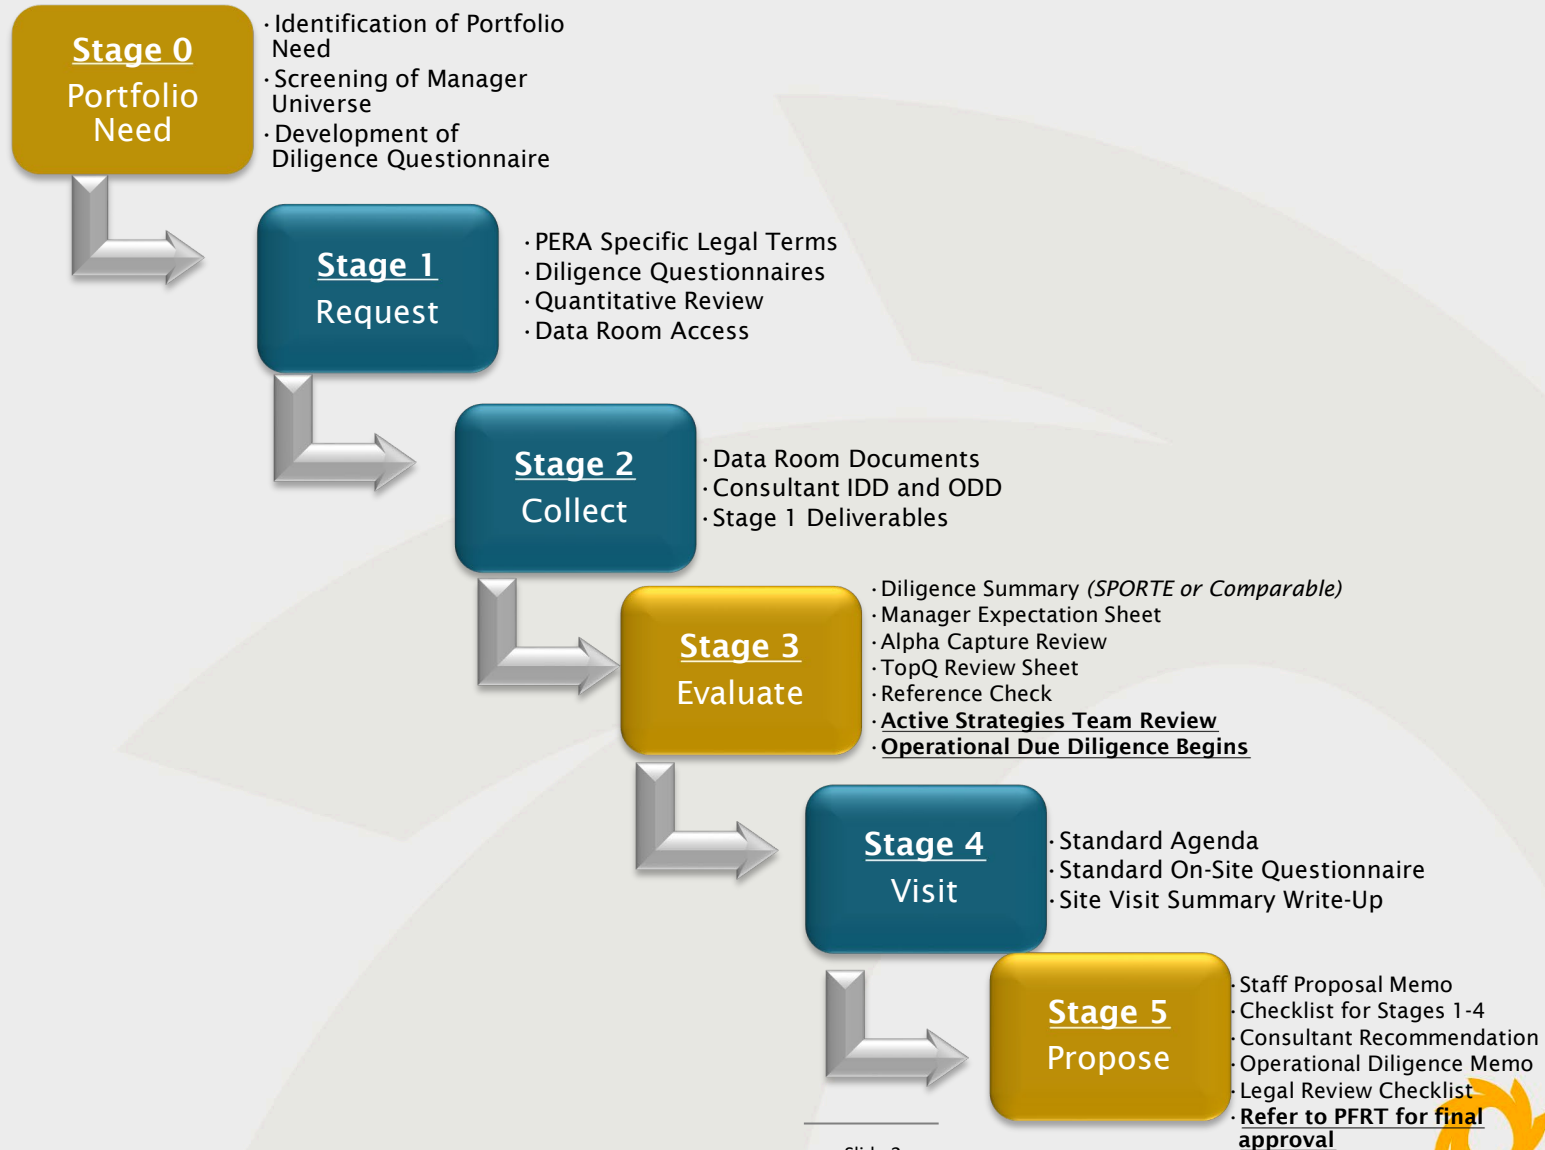 Stage 0
Portfolio
Need
·Identification of Portfolio
Need
·Screening of Manager
Universe
·Development of
Diligence Questionnaire
Stage 1
Request
·PERA Specific Legal Terms
·Diligence Questionnaires
·Quantitative Review
·Data Room Access
Stage 2
Collect
·Data Room Documents
·Consultant IDD and ODD
·Stage 1 Deliverables
Stage 3
Evaluate
·Diligence Summary (SPORTE or Comparable)
·Manager Expectation Sheet
·Alpha Capture Review
·TopQ Review Sheet
·Reference Check
·Active Strategies Team Review
·Operational Due Diligence Begins
Stage 4
Visit
·Standard Agenda
·Standard On-Site Questionnaire
·Site Visit Summary Write-Up
Stage 5
Propose
·Staff Proposal Memo
·Checklist for Stages 1-4
·Consultant Recommendation
·Operational Diligence Memo
·Legal Review Checklist
·Refer to PFRT for final
approval